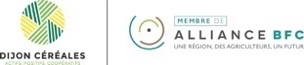 DIJON CÉRÉALES
ACTIFS. POSITIFS. COOPÉRATIFS
MEMBRE DE
ALLIANCE BFC
UNE RÉGION, DES AGRICULTEURS, UN FUTUR